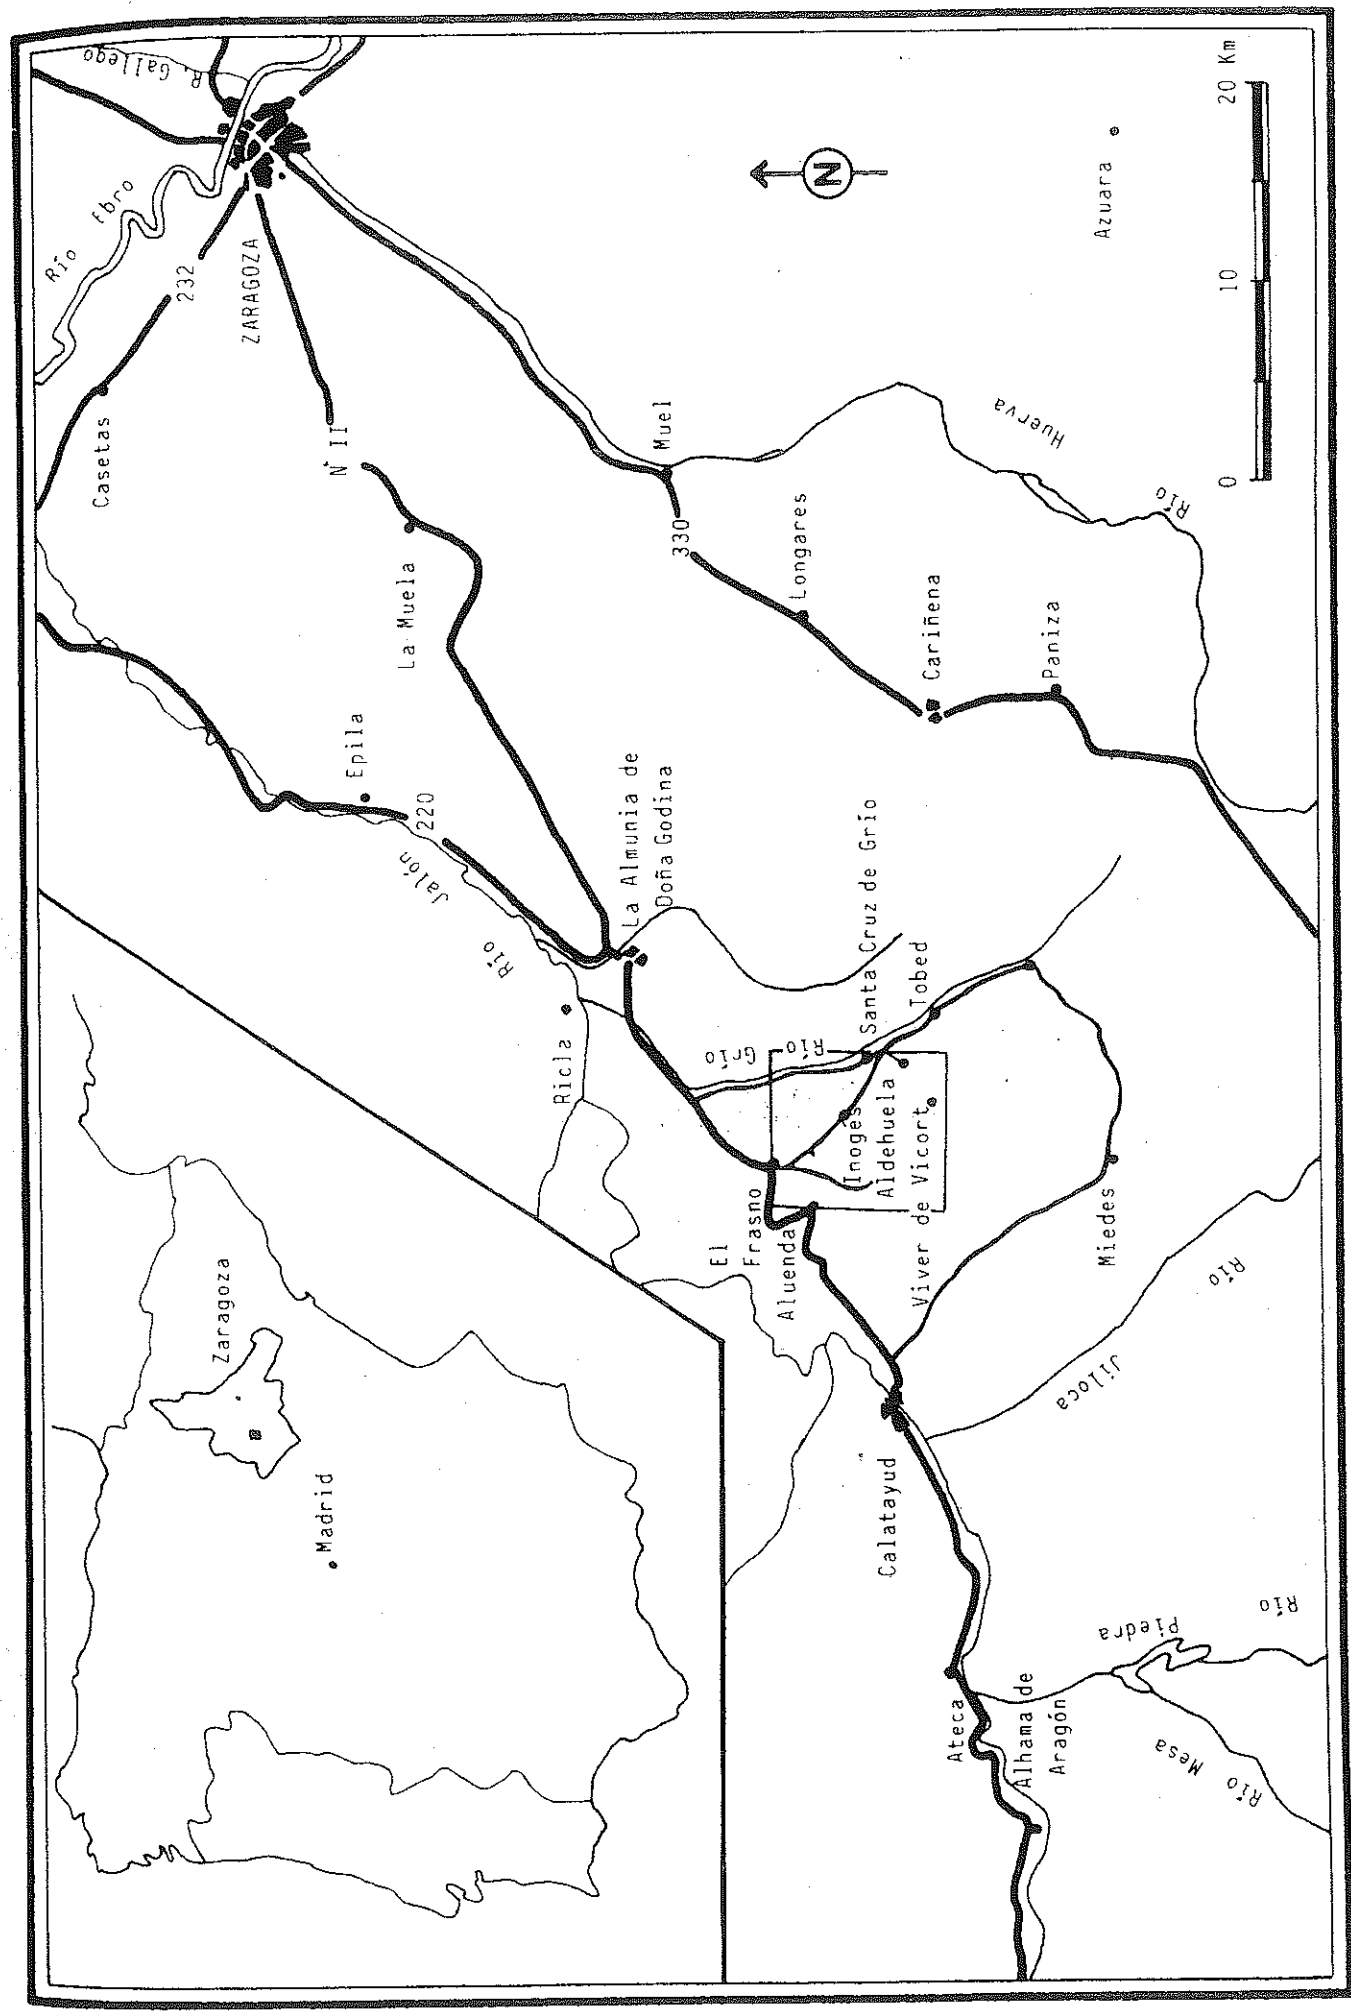 R. Gallego
Río Ebro
232
ZARAGOZA
Casetas
N II
La Muela
Muel
330
Longares
Cariñena
Paniza
Huerva
Río
Azuara
N
0 10 20 Km
Epila
220
Jalón
Río
Ricla
La Almunia de
Doña Godina
Santa Cruz de Grío
Tobed
Río Grío
Inogés
Aldehuela
Viver de Vicort
El
Frasno
Aluenda
Miedes
Río
Jiloca
Calatayud
Ateca
Alhama de
Aragón
Río
Piedra
Río Mesa
Zaragoza
Madrid